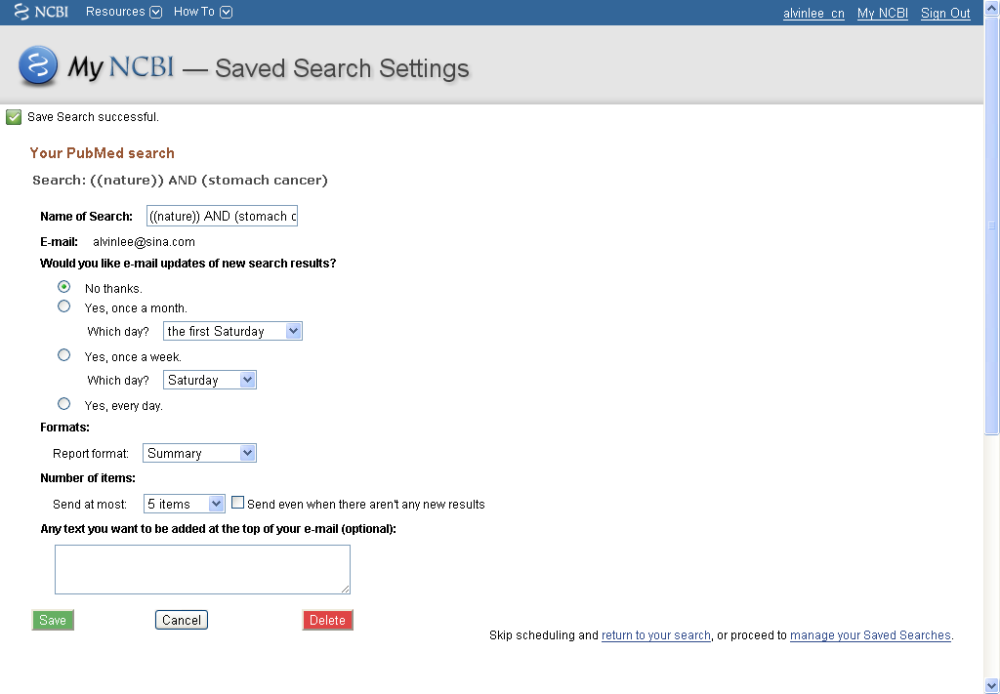 NCBI Resources How To alvinlee_cn My NCBI Sign Out
My NCBI — Saved Search Settings
Save Search successful.
Your PubMed search
Search: ((nature)) AND (stomach cancer)
Name of Search: ((nature)) AND (stomach c
E-mail: alvinlee@sina.com
Would you like e-mail updates of new search results?
No thanks.
Yes, once a month.
Which day? the first Saturday
Yes, once a week.
Which day? Saturday
Yes, every day.
Formats:
Report format: Summary
Number of items:
Send at most: 5 items Send even when there aren't any new results
Any text you want to be added at the top of your e-mail (optional):
Save Cancel Delete
Skip scheduling and return to your search, or proceed to manage your Saved Searches.